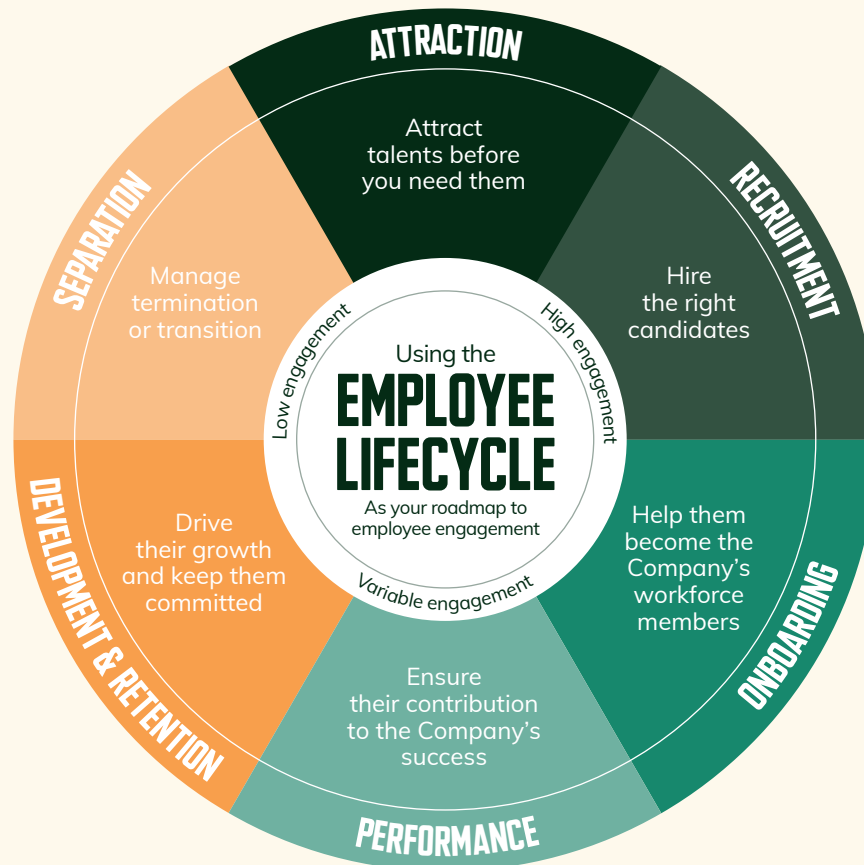 ATTRACTION
Attract
talents before
you need them
RECRUITMENT
Hire
the right
candidates
ONBOARDING
Help them
become the
Company's
workforce
members
PERFORMANCE
Ensure
their contribution
to the Company's
success
DEVELOPMENT & RETENTION
Drive
their growth
and keep them
committed
SEPARATION
Manage
termination
or transition
High engagement
Variable engagement
Low engagement
Using the
EMPLOYEE
LIFECYCLE
As your roadmap to
employee engagement